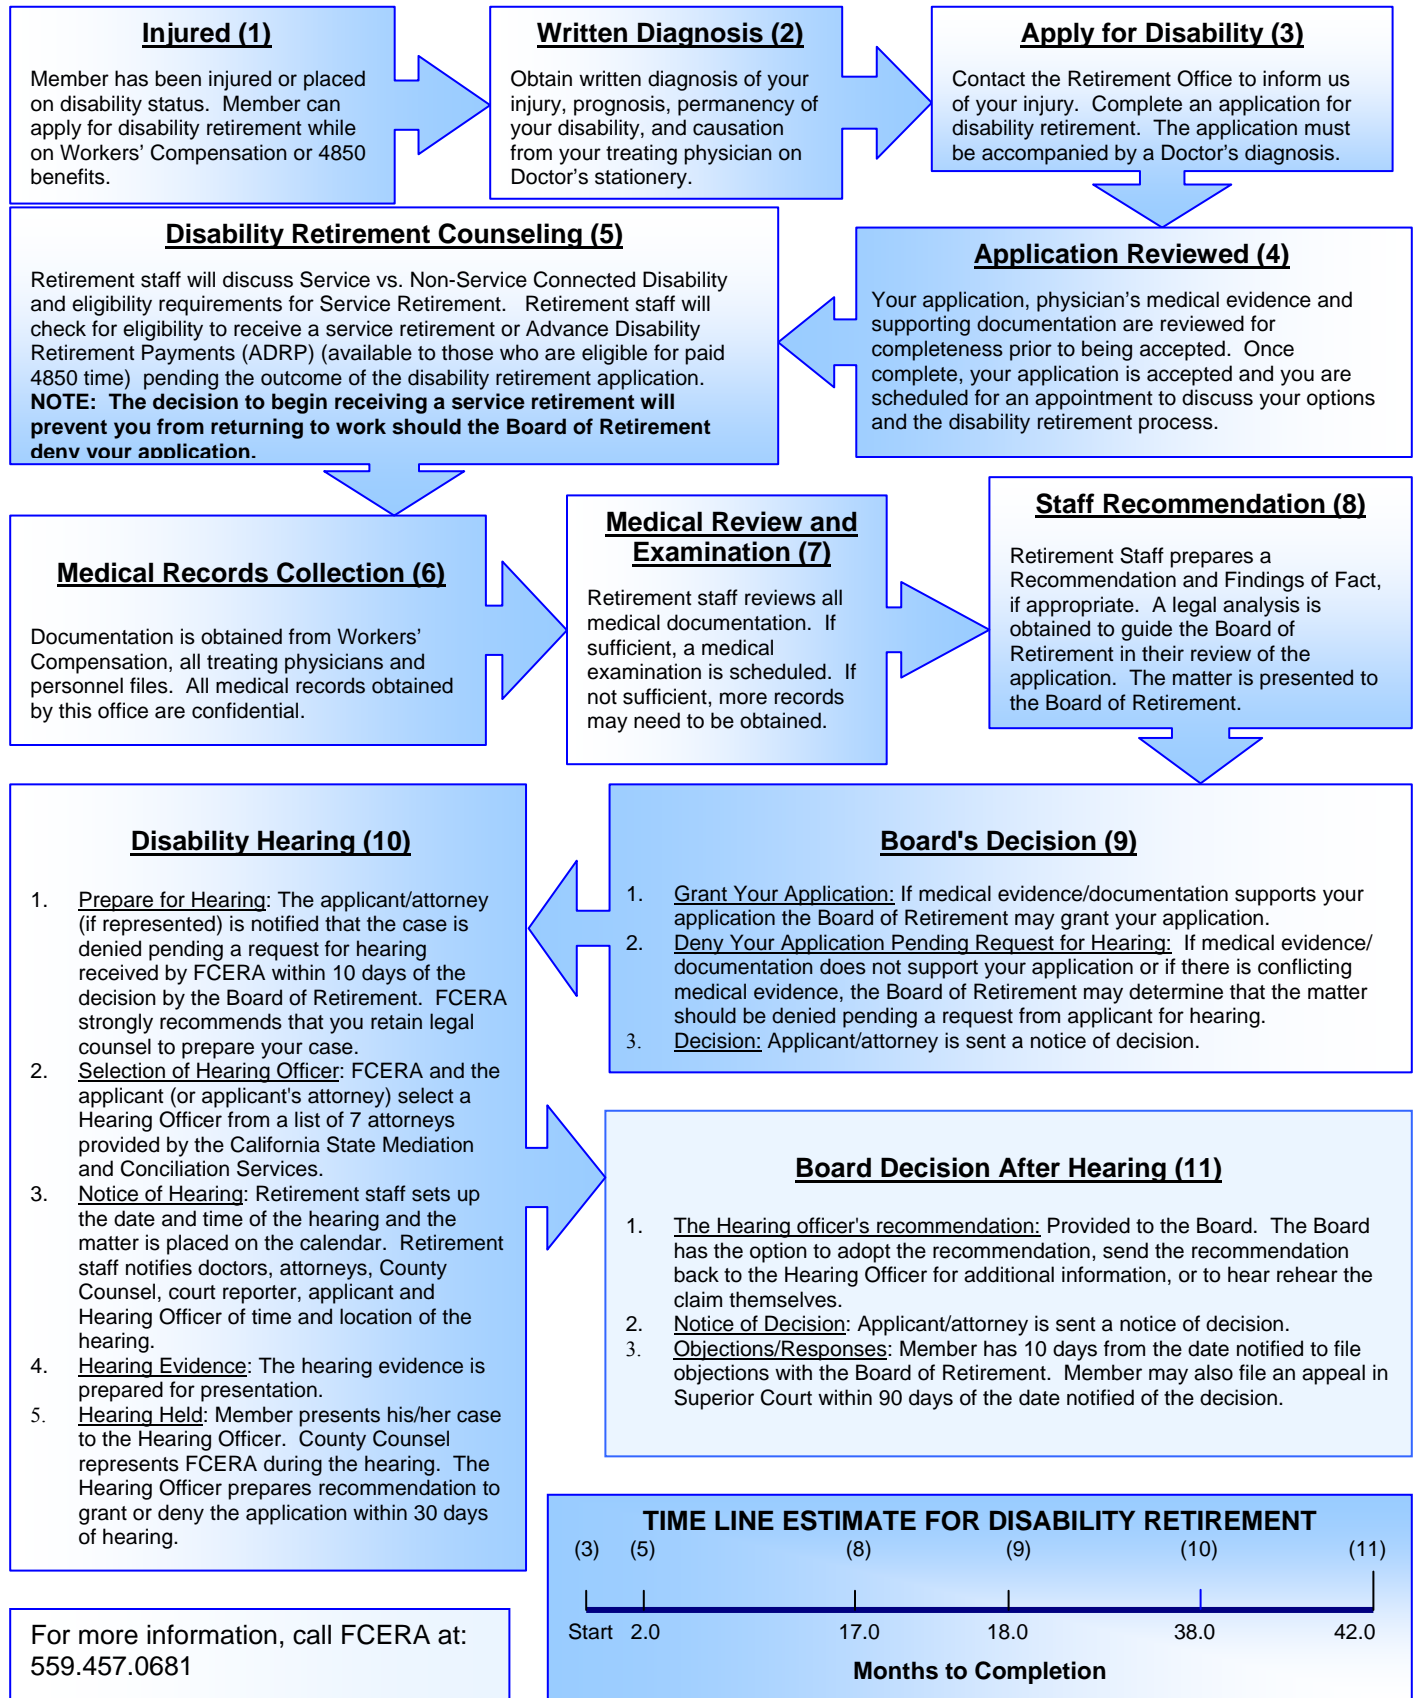 Injured (1)
Member has been injured or placed
on disability status.  Member can
apply for disability retirement while
on Workers' Compensation or 4850
benefits.
Written Diagnosis (2)
Obtain written diagnosis of your
injury, prognosis, permanency of
your disability, and causation
from your treating physician on
Doctor's stationery.
Apply for Disability (3)
Contact the Retirement Office to inform us
of your injury.  Complete an application for
disability retirement.  The application must
be accompanied by a Doctor's diagnosis.
Application Reviewed (4)
Your application, physician's medical evidence and
supporting documentation are reviewed for
completeness prior to being accepted.  Once
complete, your application is accepted and you are
scheduled for an appointment to discuss your options
and the disability retirement process.
Disability Retirement Counseling (5)
Retirement staff will discuss Service vs. Non-Service Connected Disability
and eligibility requirements for Service Retirement.   Retirement staff will
check for eligibility to receive a service retirement or Advance Disability
Retirement Payments (ADRP) (available to those who are eligible for paid
4850 time)  pending the outcome of the disability retirement application.
NOTE:  The decision to begin receiving a service retirement will
prevent you from returning to work should the Board of Retirement
deny your application.
Medical Records Collection (6)
Documentation is obtained from Workers'
Compensation, all treating physicians and
personnel files.  All medical records obtained
by this office are confidential.
Medical Review and
Examination (7)
Retirement staff reviews all
medical documentation.  If
sufficient, a medical
examination is scheduled.  If
not sufficient, more records
may need to be obtained.
Staff Recommendation (8)
Retirement Staff prepares a
Recommendation and Findings of Fact,
if appropriate.  A legal analysis is
obtained to guide the Board of
Retirement in their review of the
application.  The matter is presented to
the Board of Retirement.
Board's Decision (9)
1. Grant Your Application: If medical evidence/documentation supports your
application the Board of Retirement may grant your application.
2. Deny Your Application Pending Request for Hearing:  If medical evidence/
documentation does not support your application or if there is conflicting
medical evidence, the Board of Retirement may determine that the matter
should be denied pending a request from applicant for hearing.
3. Decision: Applicant/attorney is sent a notice of decision.
Disability Hearing (10)
1. Prepare for Hearing: The applicant/attorney
(if represented) is notified that the case is
denied pending a request for hearing
received by FCERA within 10 days of the
decision by the Board of Retirement.  FCERA
strongly recommends that you retain legal
counsel to prepare your case.
2. Selection of Hearing Officer: FCERA and the
applicant (or applicant's attorney) select a
Hearing Officer from a list of 7 attorneys
provided by the California State Mediation
and Conciliation Services.
3. Notice of Hearing: Retirement staff sets up
the date and time of the hearing and the
matter is placed on the calendar.  Retirement
staff notifies doctors, attorneys, County
Counsel, court reporter, applicant and
Hearing Officer of time and location of the
hearing.
4. Hearing Evidence: The hearing evidence is
prepared for presentation.
5. Hearing Held: Member presents his/her case
to the Hearing Officer.  County Counsel
represents FCERA during the hearing.  The
Hearing Officer prepares recommendation to
grant or deny the application within 30 days
of hearing.
Board Decision After Hearing (11)
1. The Hearing officer's recommendation: Provided to the Board.  The Board
has the option to adopt the recommendation, send the recommendation
back to the Hearing Officer for additional information, or to hear rehear the
claim themselves.
2. Notice of Decision: Applicant/attorney is sent a notice of decision.
3. Objections/Responses: Member has 10 days from the date notified to file
objections with the Board of Retirement.  Member may also file an appeal in
Superior Court within 90 days of the date notified of the decision.
TIME LINE ESTIMATE FOR DISABILITY RETIREMENT
(3) (5) (8) (9) (10) (11)
Start 2.0 17.0 18.0 38.0 42.0
Months to Completion
For more information, call FCERA at:
559.457.0681